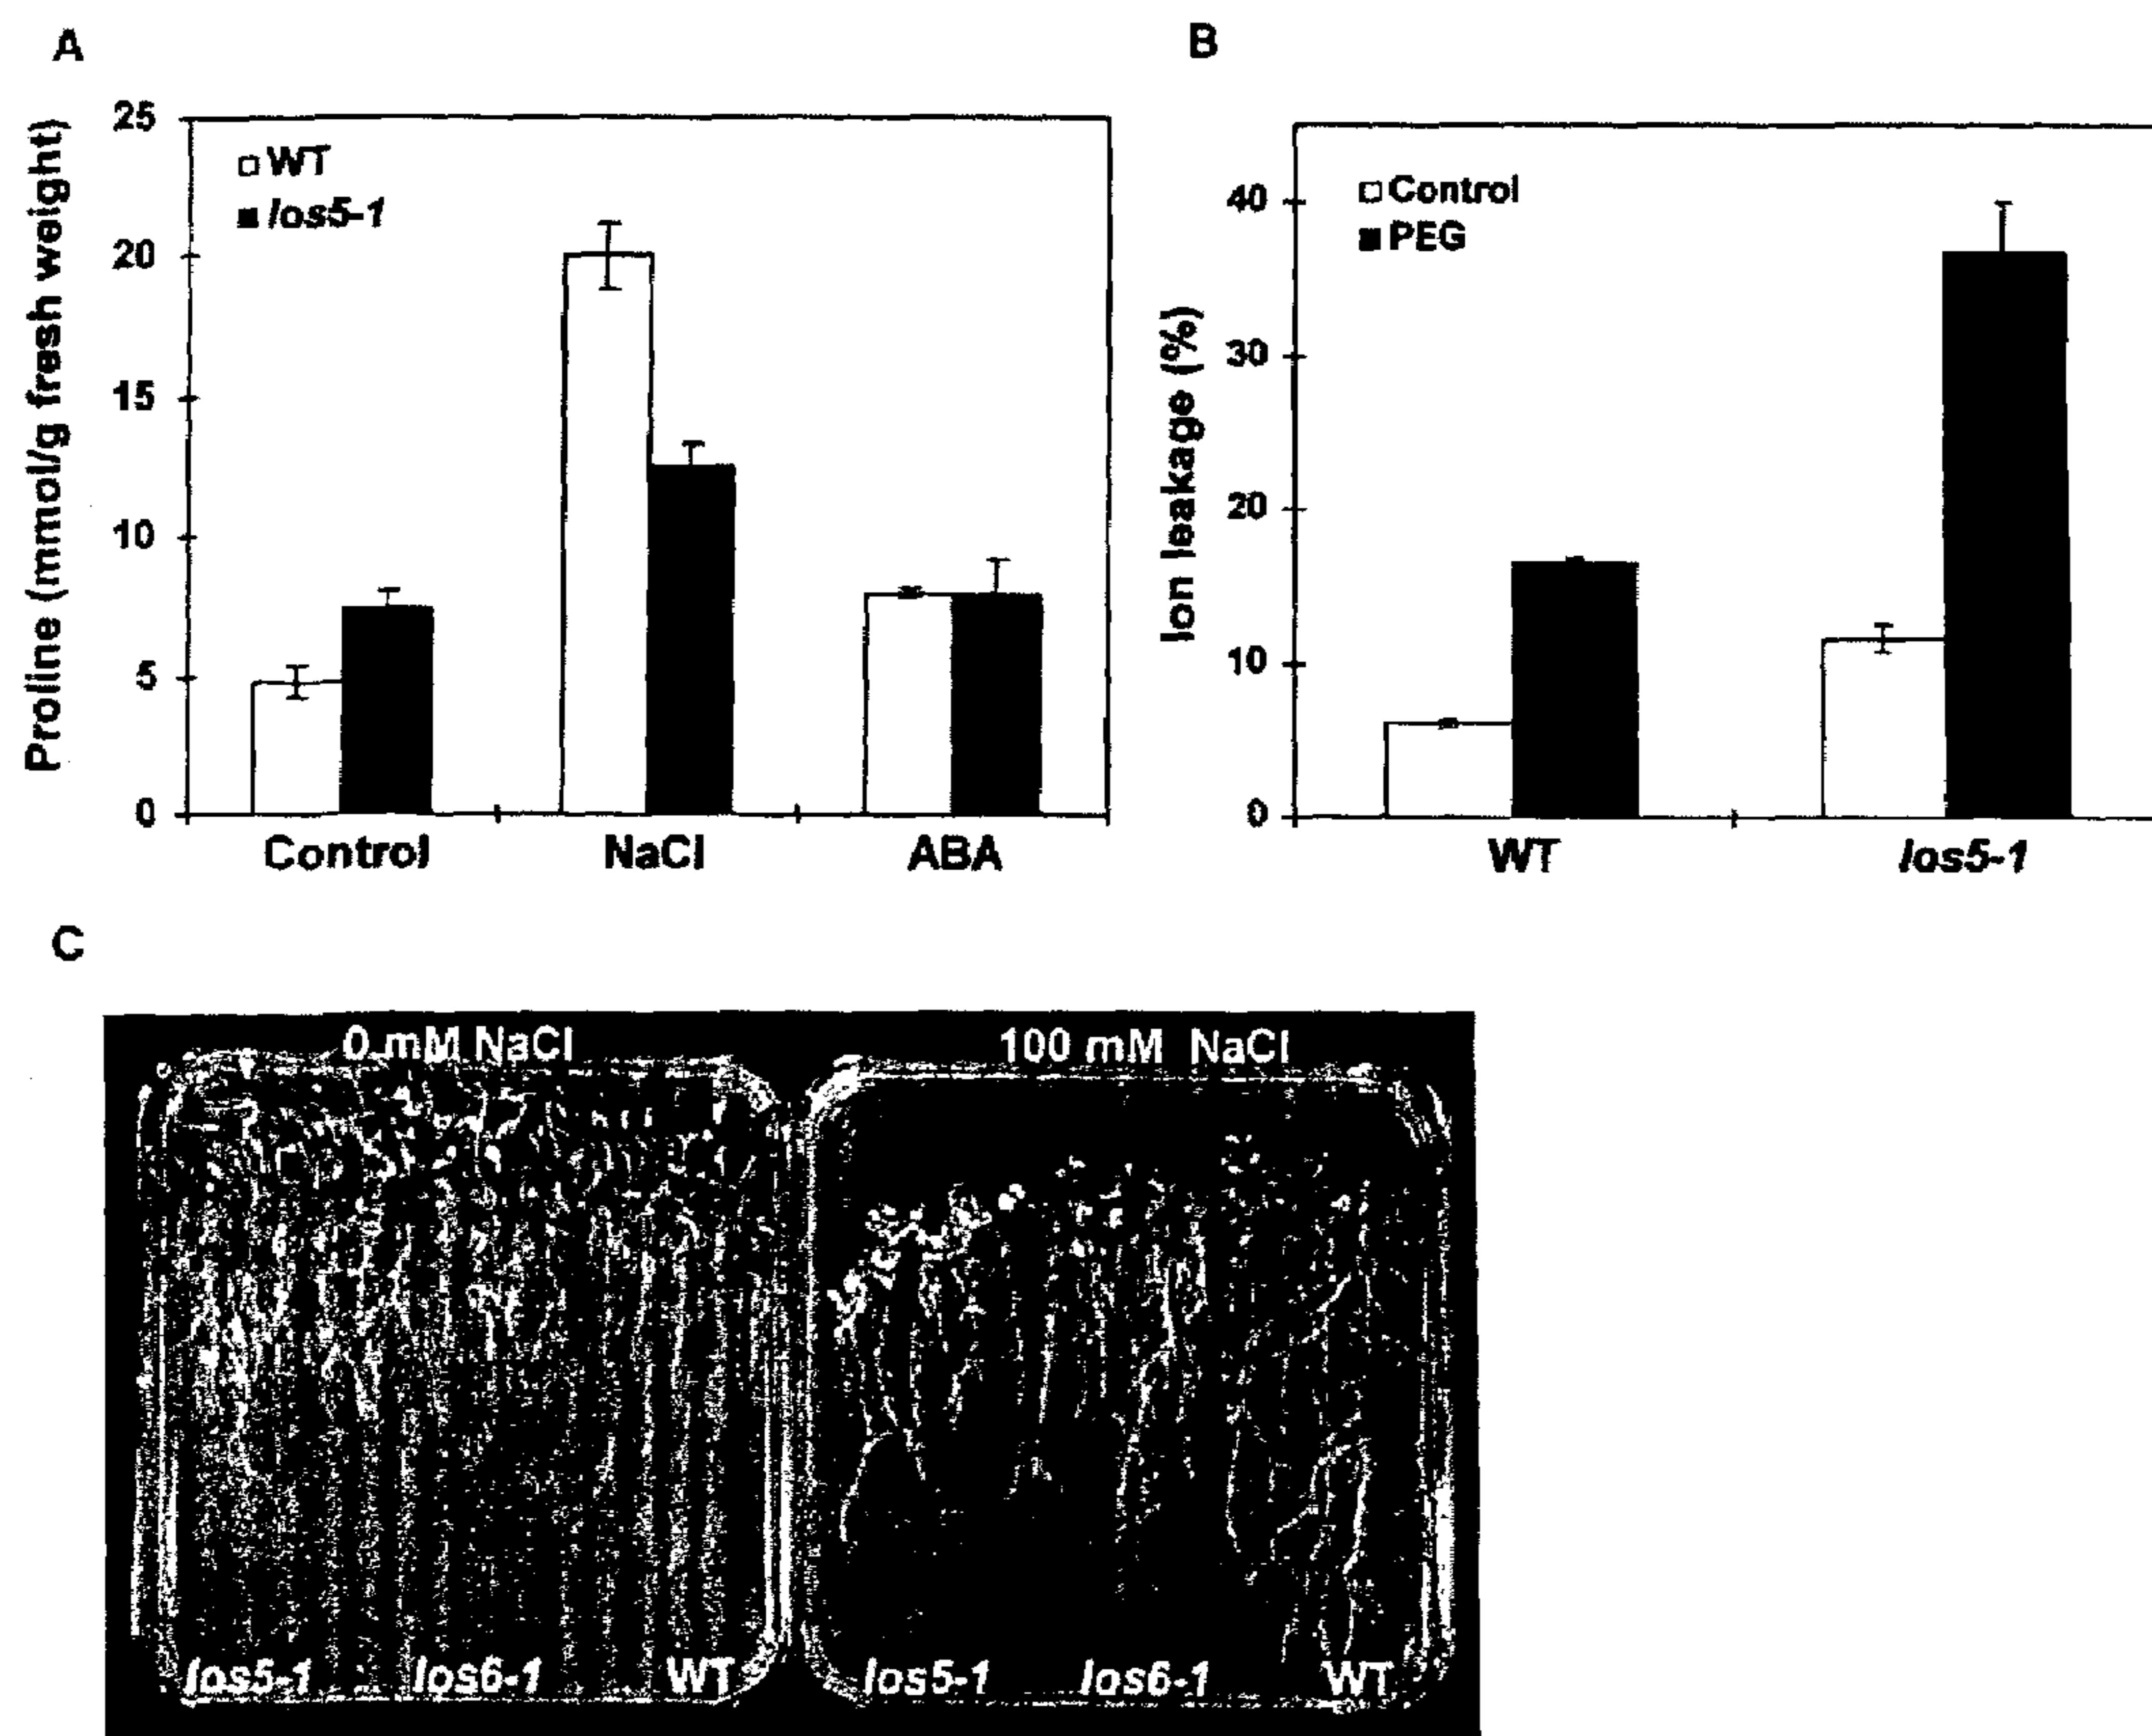 A
Proline (mmol/g fresh weight)
25
20
15
10
5
0
WT
los5-1
Control NaCl ABA
B
Ion leakage (%)
40
30
20
10
0
Control
PEG
WT los5-1
C
0 mM NaCl 100 mM NaCl
los5-1 los6-1 WT los5-1 los6-1 WT